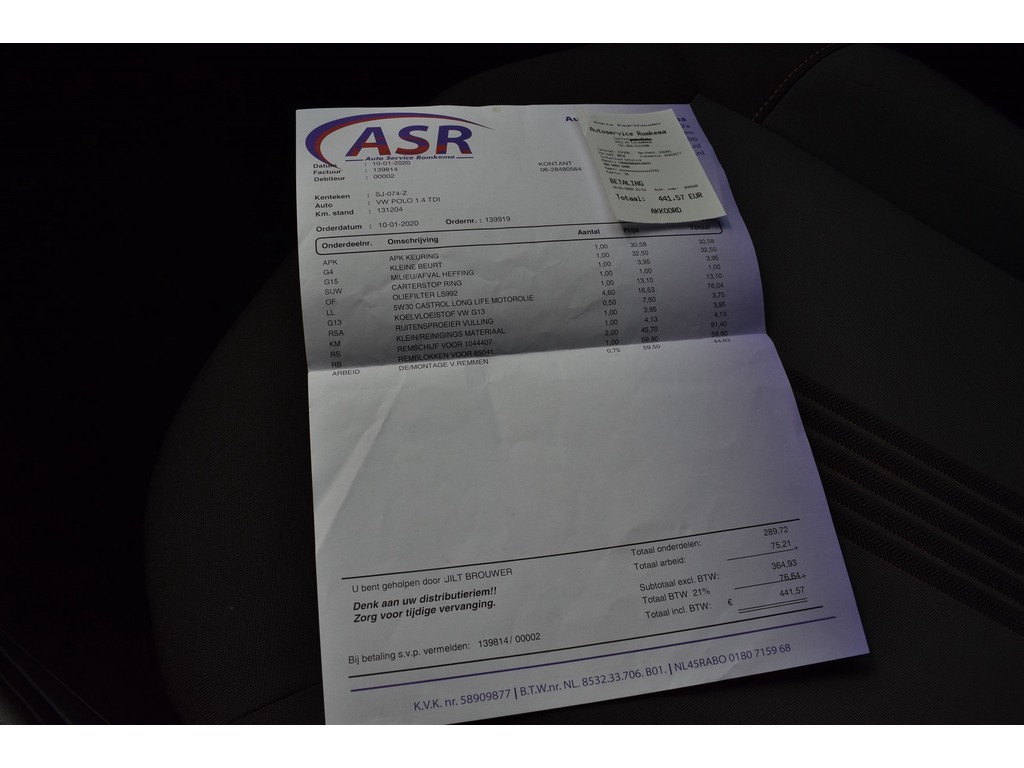 ASR
Auto Service Romkema
Datum : 10-01-2020
Factuur : 139814
Debiteur : 00002
KONTANT
06-28480564
Kenteken : SJ-074-Z
Auto : VW POLO 1.4 TDI
Km. stand : 131204
Orderdatum : 10-01-2020 Ordernr. : 139919
Autoservice Romkema
BETALING
Totaal: 441.57 EUR
AKKOORD
Onderdeelnr. Omschrijving Aantal Prijs Totaal
APK APK KEURING 1,00 30,58 30,58
G4 KLEINE BEURT 1,00 32,50 32,50
G15 MILIEU/AFVAL HEFFING 1,00 3,95 3,95
SUW CARTERSTOP RING 1,00 1,00 1,00
OF OLIEFILTER LS992 1,00 13,10 13,10
LL 5W30 CASTROL LONG LIFE MOTOROLIE 4,60 16,53 76,04
G13 KOELVLOEISTOF VW G13 0,50 7,50 3,75
RSA RUITENSPROEIER VULLING 1,00 3,95 3,95
KM KLEIN/REINIGINGS MATERIAAL 1,00 4,13 4,13
RS REMSCHIJF VOOR 1044407 2,00 45,70 91,40
RB REMBLOKKEN VOOR 85041 1,00 59,90 59,90
ARBEID DE/MONTAGE V.REMMEN 0,75 59,50 44,63
U bent geholpen door :JILT BROUWER
Denk aan uw distributieriem!!
Zorg voor tijdige vervanging.
Totaal onderdelen: 289,72
Totaal arbeid: 75,21
Subtotaal excl. BTW: 364,93
Totaal BTW 21% 76,64
Totaal incl. BTW: € 441,57
Bij betaling s.v.p. vermelden: 139814/ 00002
K.V.K. nr. 58909877 | B.T.W.nr. NL. 8532.33.706. B01. | NL45RABO 0180 7159 68